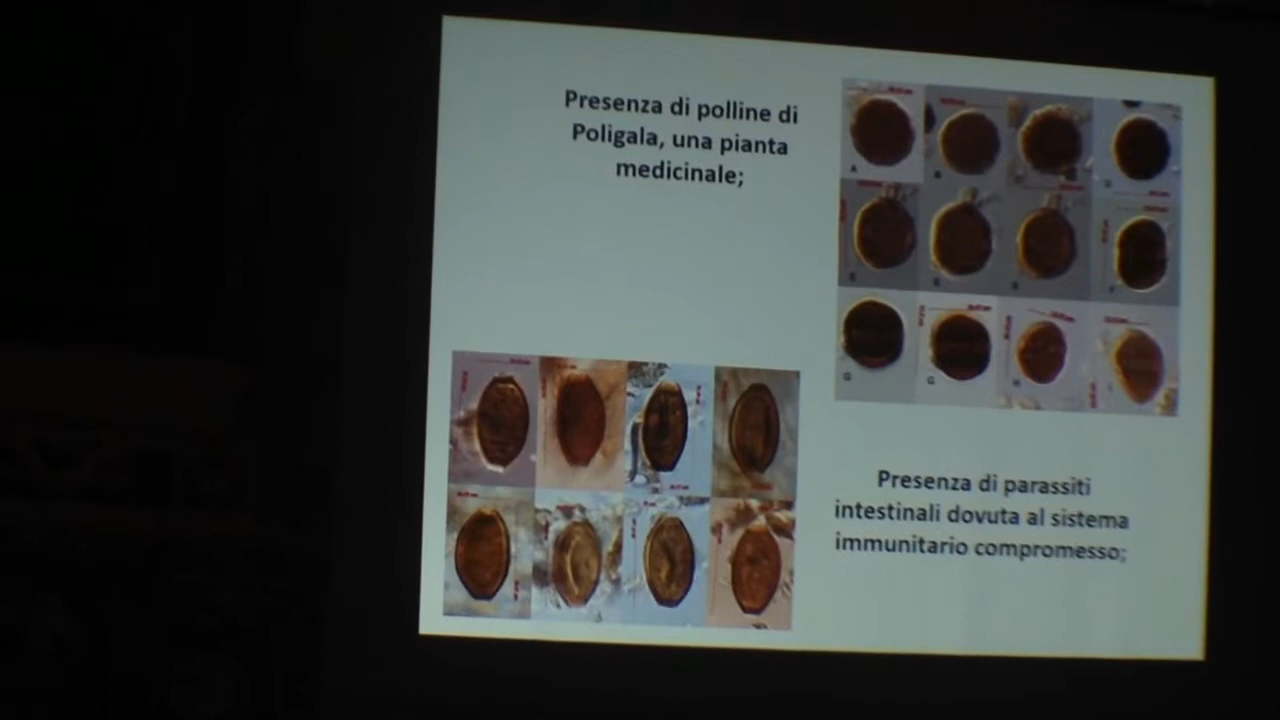 Presenza di polline di
Poligala, una pianta
medicinale;
Presenza di parassiti
intestinali dovuta al sistema
immunitario compromesso;